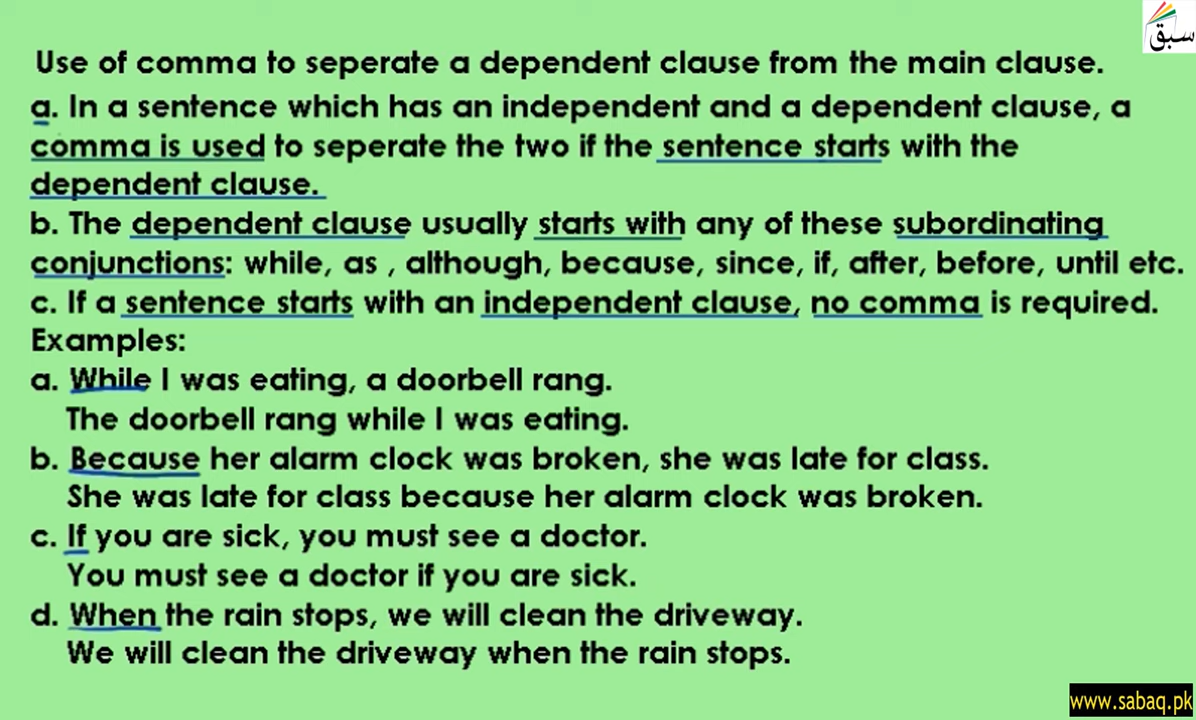 سبق
Use of comma to seperate a dependent clause from the main clause.
a. In a sentence which has an independent and a dependent clause, a
comma is used to seperate the two if the sentence starts with the
dependent clause.
b. The dependent clause usually starts with any of these subordinating
conjunctions: while, as , although, because, since, if, after, before, until etc.
c. If a sentence starts with an independent clause, no comma is required.
Examples:
a. While I was eating, a doorbell rang.
The doorbell rang while I was eating.
b. Because her alarm clock was broken, she was late for class.
She was late for class because her alarm clock was broken.
c. If you are sick, you must see a doctor.
You must see a doctor if you are sick.
d. When the rain stops, we will clean the driveway.
We will clean the driveway when the rain stops.
www.sabaq.pk